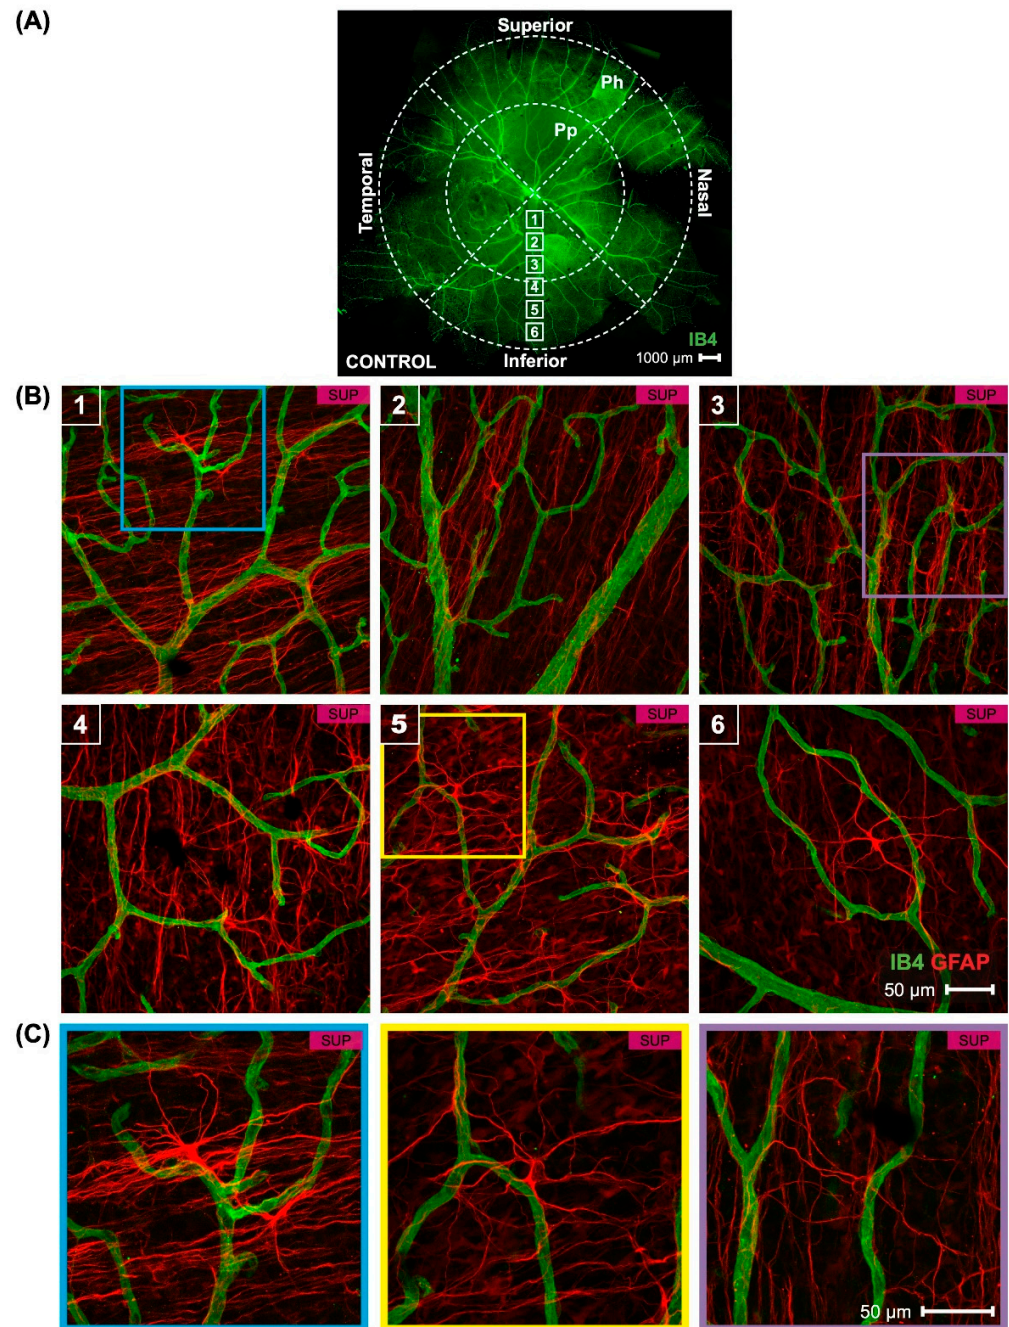 (A)
Superior
Ph
Pp
Temporal
Nasal
1
2
3
4
5
6
IB4
1000 µm
CONTROL
Inferior
(B)
1
SUP
2
SUP
3
SUP
4
SUP
5
SUP
6
SUP
IB4 GFAP
50 µm
(C)
SUP
SUP
SUP
50 µm